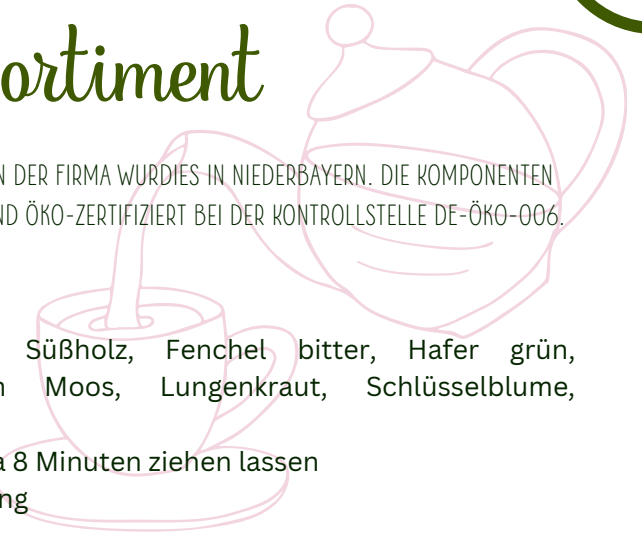 ortiment
N DER FIRMA WURDIES IN NIEDERBAYERN. DIE KOMPONENTEN
ND ÖKO-ZERTIFIZIERT BEI DER KONTROLLSTELLE DE-ÖKO-006.
Süßholz, Fenchel bitter, Hafer grün,
Moos, Lungenkraut, Schlüsselblume,
a 8 Minuten ziehen lassen
ng